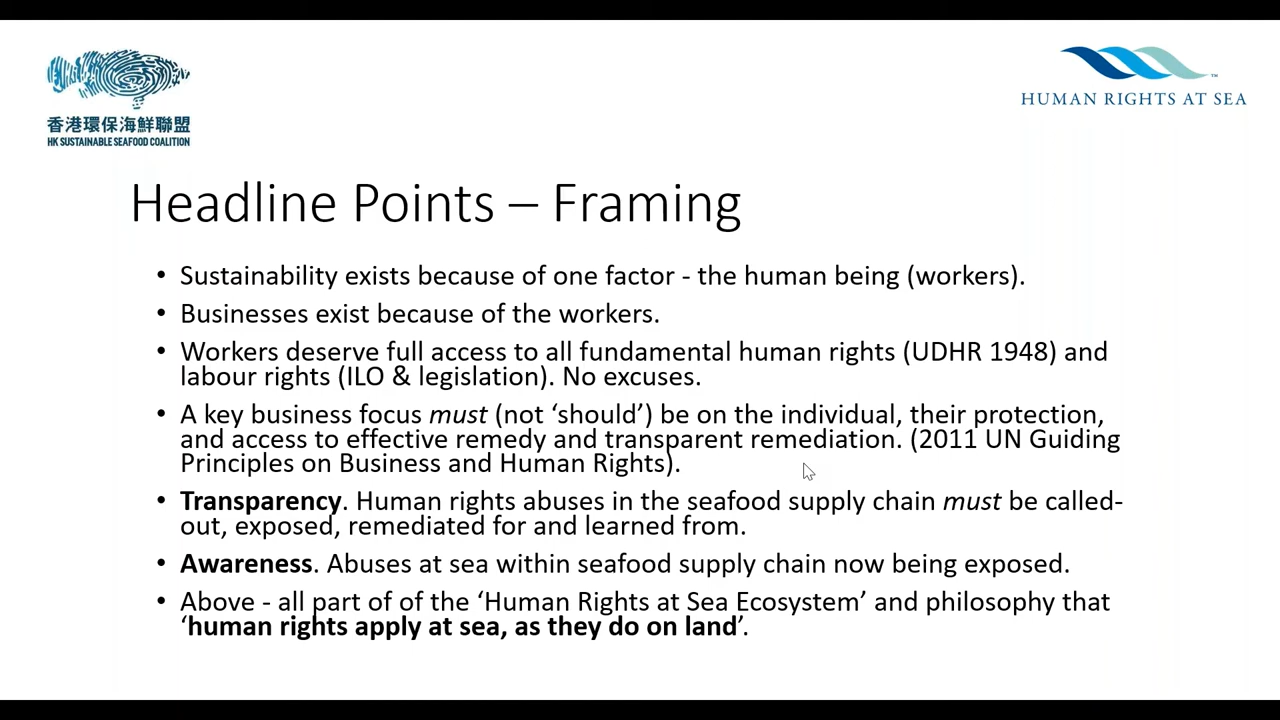 香港環保海鮮聯盟
HK SUSTAINABLE SEAFOOD COALITION
HUMAN RIGHTS AT SEA
Headline Points – Framing
• Sustainability exists because of one factor - the human being (workers).
• Businesses exist because of the workers.
• Workers deserve full access to all fundamental human rights (UDHR 1948) and
labour rights (ILO & legislation). No excuses.
• A key business focus must (not ‘should’) be on the individual, their protection,
and access to effective remedy and transparent remediation. (2011 UN Guiding
Principles on Business and Human Rights).
• Transparency. Human rights abuses in the seafood supply chain must be called-
out, exposed, remediated for and learned from.
• Awareness. Abuses at sea within seafood supply chain now being exposed.
• Above - all part of of the ‘Human Rights at Sea Ecosystem’ and philosophy that
‘human rights apply at sea, as they do on land’.